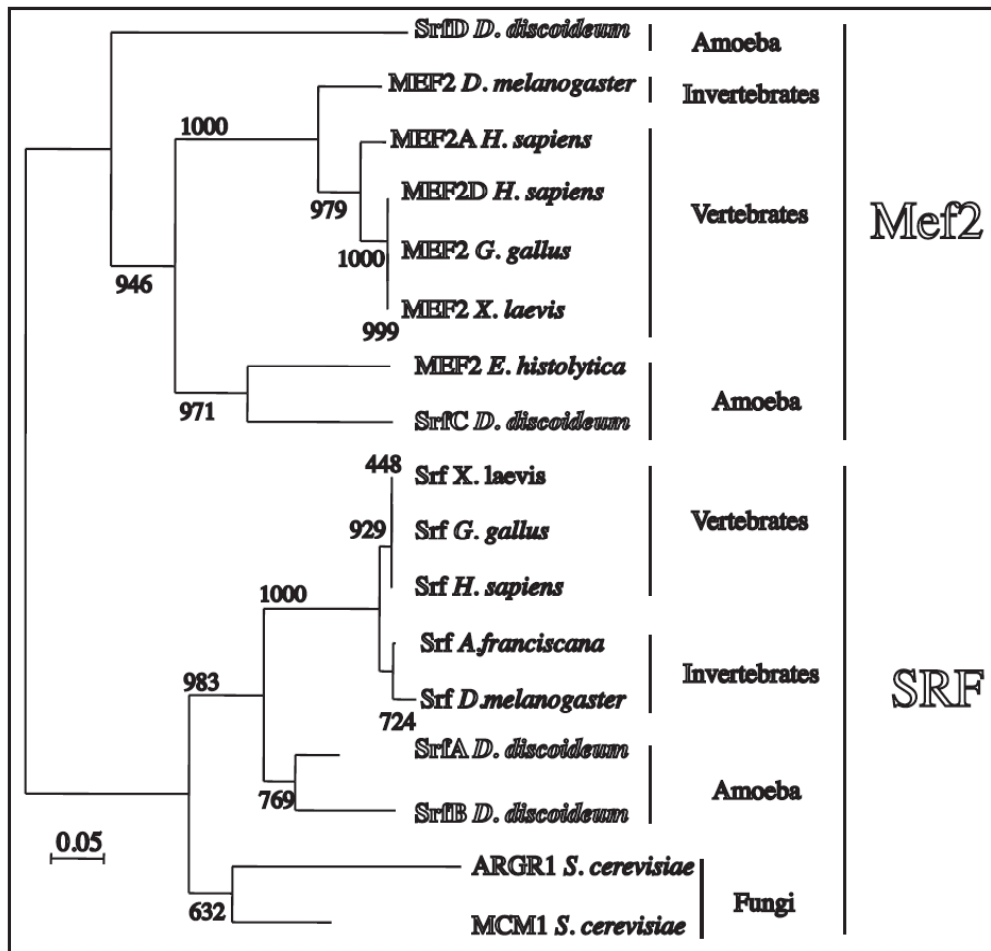 SrfD D. discoideum
Amoeba
MEF2 D. melanogaster
Invertebrates
1000
MEF2A H. sapiens
MEF2D H. sapiens
979
Vertebrates
Mef2
1000
MEF2 G. gallus
946
MEF2 X. laevis
999
MEF2 E. histolytica
971
Amoeba
SrfC D. discoideum
448
Srf X. laevis
Vertebrates
929
Srf G. gallus
1000
Srf H. sapiens
Srf A.franciscana
983
Invertebrates
SRF
Srf D.melanogaster
724
SrfA D. discoideum
769
Amoeba
SrfB D. discoideum
0.05
ARGR1 S. cerevisiae
632
Fungi
MCM1 S. cerevisiae